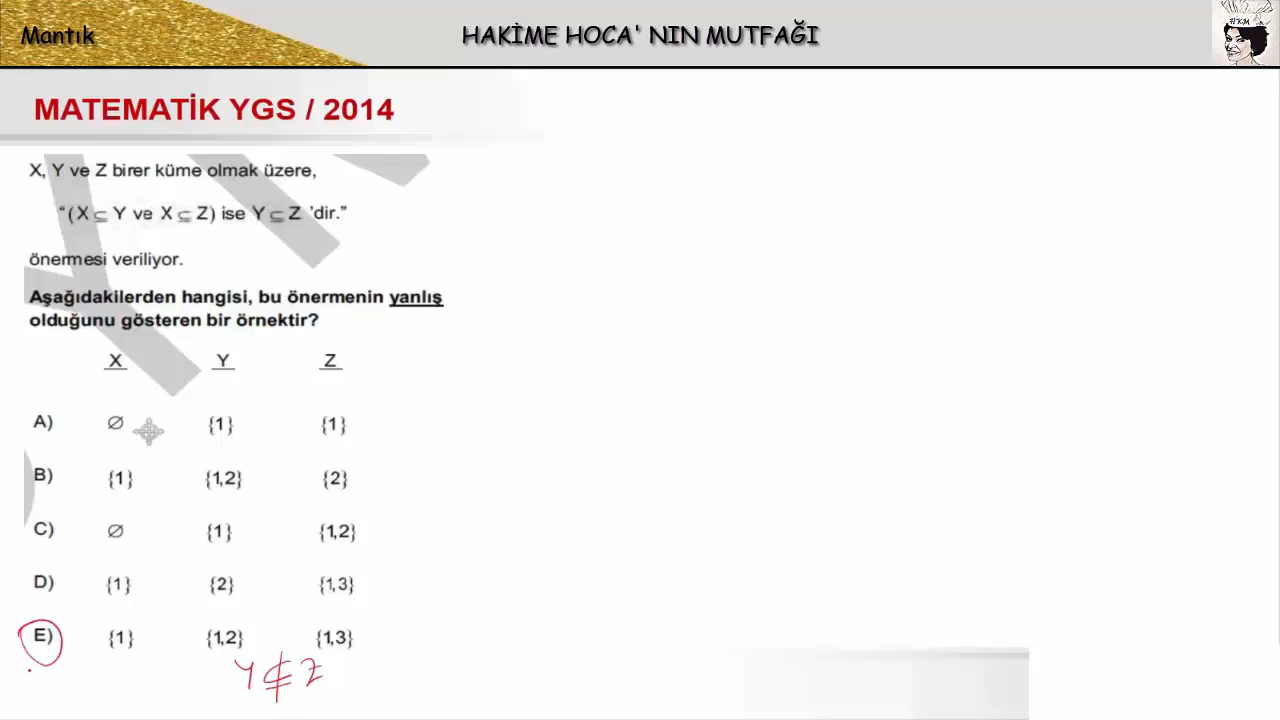 Mantık
HAKİME HOCA' NIN MUTFAĞI
#KM
MATEMATİK YGS / 2014
X, Y ve Z birer küme olmak üzere,
“(X ⊆ Y ve X ⊆ Z) ise Y ⊆ Z ’dir.”
önermesi veriliyor.
Aşağıdakilerden hangisi, bu önermenin yanlış
olduğunu gösteren bir örnektir?
X Y Z
A) ∅ {1} {1}
B) {1} {1,2} {2}
C) ∅ {1} {1,2}
D) {1} {2} {1,3}
E) {1} {1,2} {1,3}
Y ⊈ Z